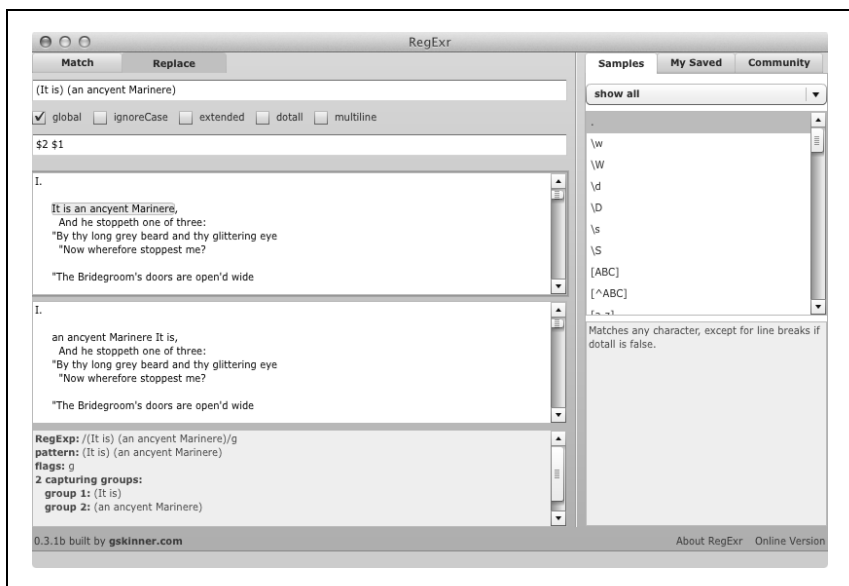 RegExr
Match Replace
(It is) (an ancyent Marinere)
global ignoreCase extended dotall multiline
$2 $1
I.
It is an ancyent Marinere,
And he stoppeth one of three:
"By thy long grey beard and thy glittering eye
"Now wherefore stoppest me?
"The Bridegroom's doors are open'd wide
I.
an ancyent Marinere It is,
And he stoppeth one of three:
"By thy long grey beard and thy glittering eye
"Now wherefore stoppest me?
"The Bridegroom's doors are open'd wide
RegExp: /(It is) (an ancyent Marinere)/g
pattern: (It is) (an ancyent Marinere)
flags: g
2 capturing groups:
group 1: (It is)
group 2: (an ancyent Marinere)
Samples My Saved Community
show all
.
\w
\W
\d
\D
\s
\S
[ABC]
[^ABC]
Matches any character, except for line breaks if
dotall is false.
0.3.1b built by gskinner.com
About RegExr Online Version